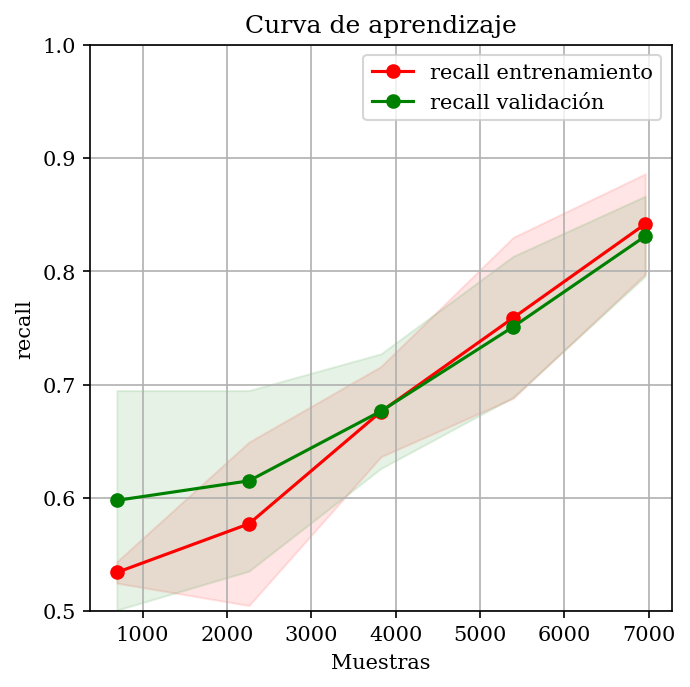 Curva de aprendizaje
1.0
0.9
0.8
0.7
0.6
0.5
recall
recall entrenamiento
recall validación
1000 2000 3000 4000 5000 6000 7000
Muestras